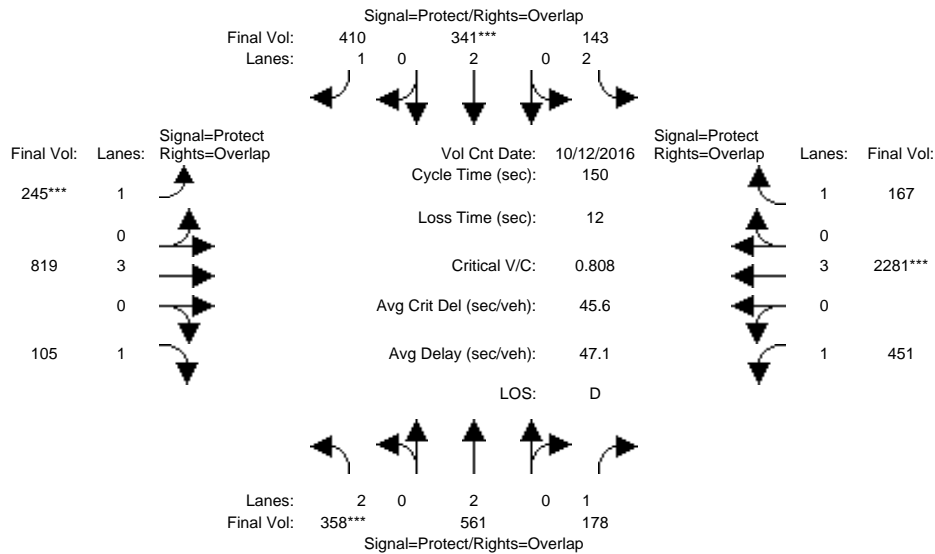 Signal=Protect/Rights=Overlap
Final Vol: 410 341*** 143
Lanes: 1 0 2 0 2
Signal=Protect
Final Vol: Lanes: Rights=Overlap
Vol Cnt Date: 10/12/2016
Signal=Protect
Rights=Overlap Lanes: Final Vol:
Cycle Time (sec): 150
245*** 1
1 167
Loss Time (sec): 12
0
0
819 3
Critical V/C: 0.808
3 2281***
0
Avg Crit Del (sec/veh): 45.6
0
105 1
Avg Delay (sec/veh): 47.1
1 451
LOS: D
Lanes: 2 0 2 0 1
Final Vol: 358*** 561 178
Signal=Protect/Rights=Overlap